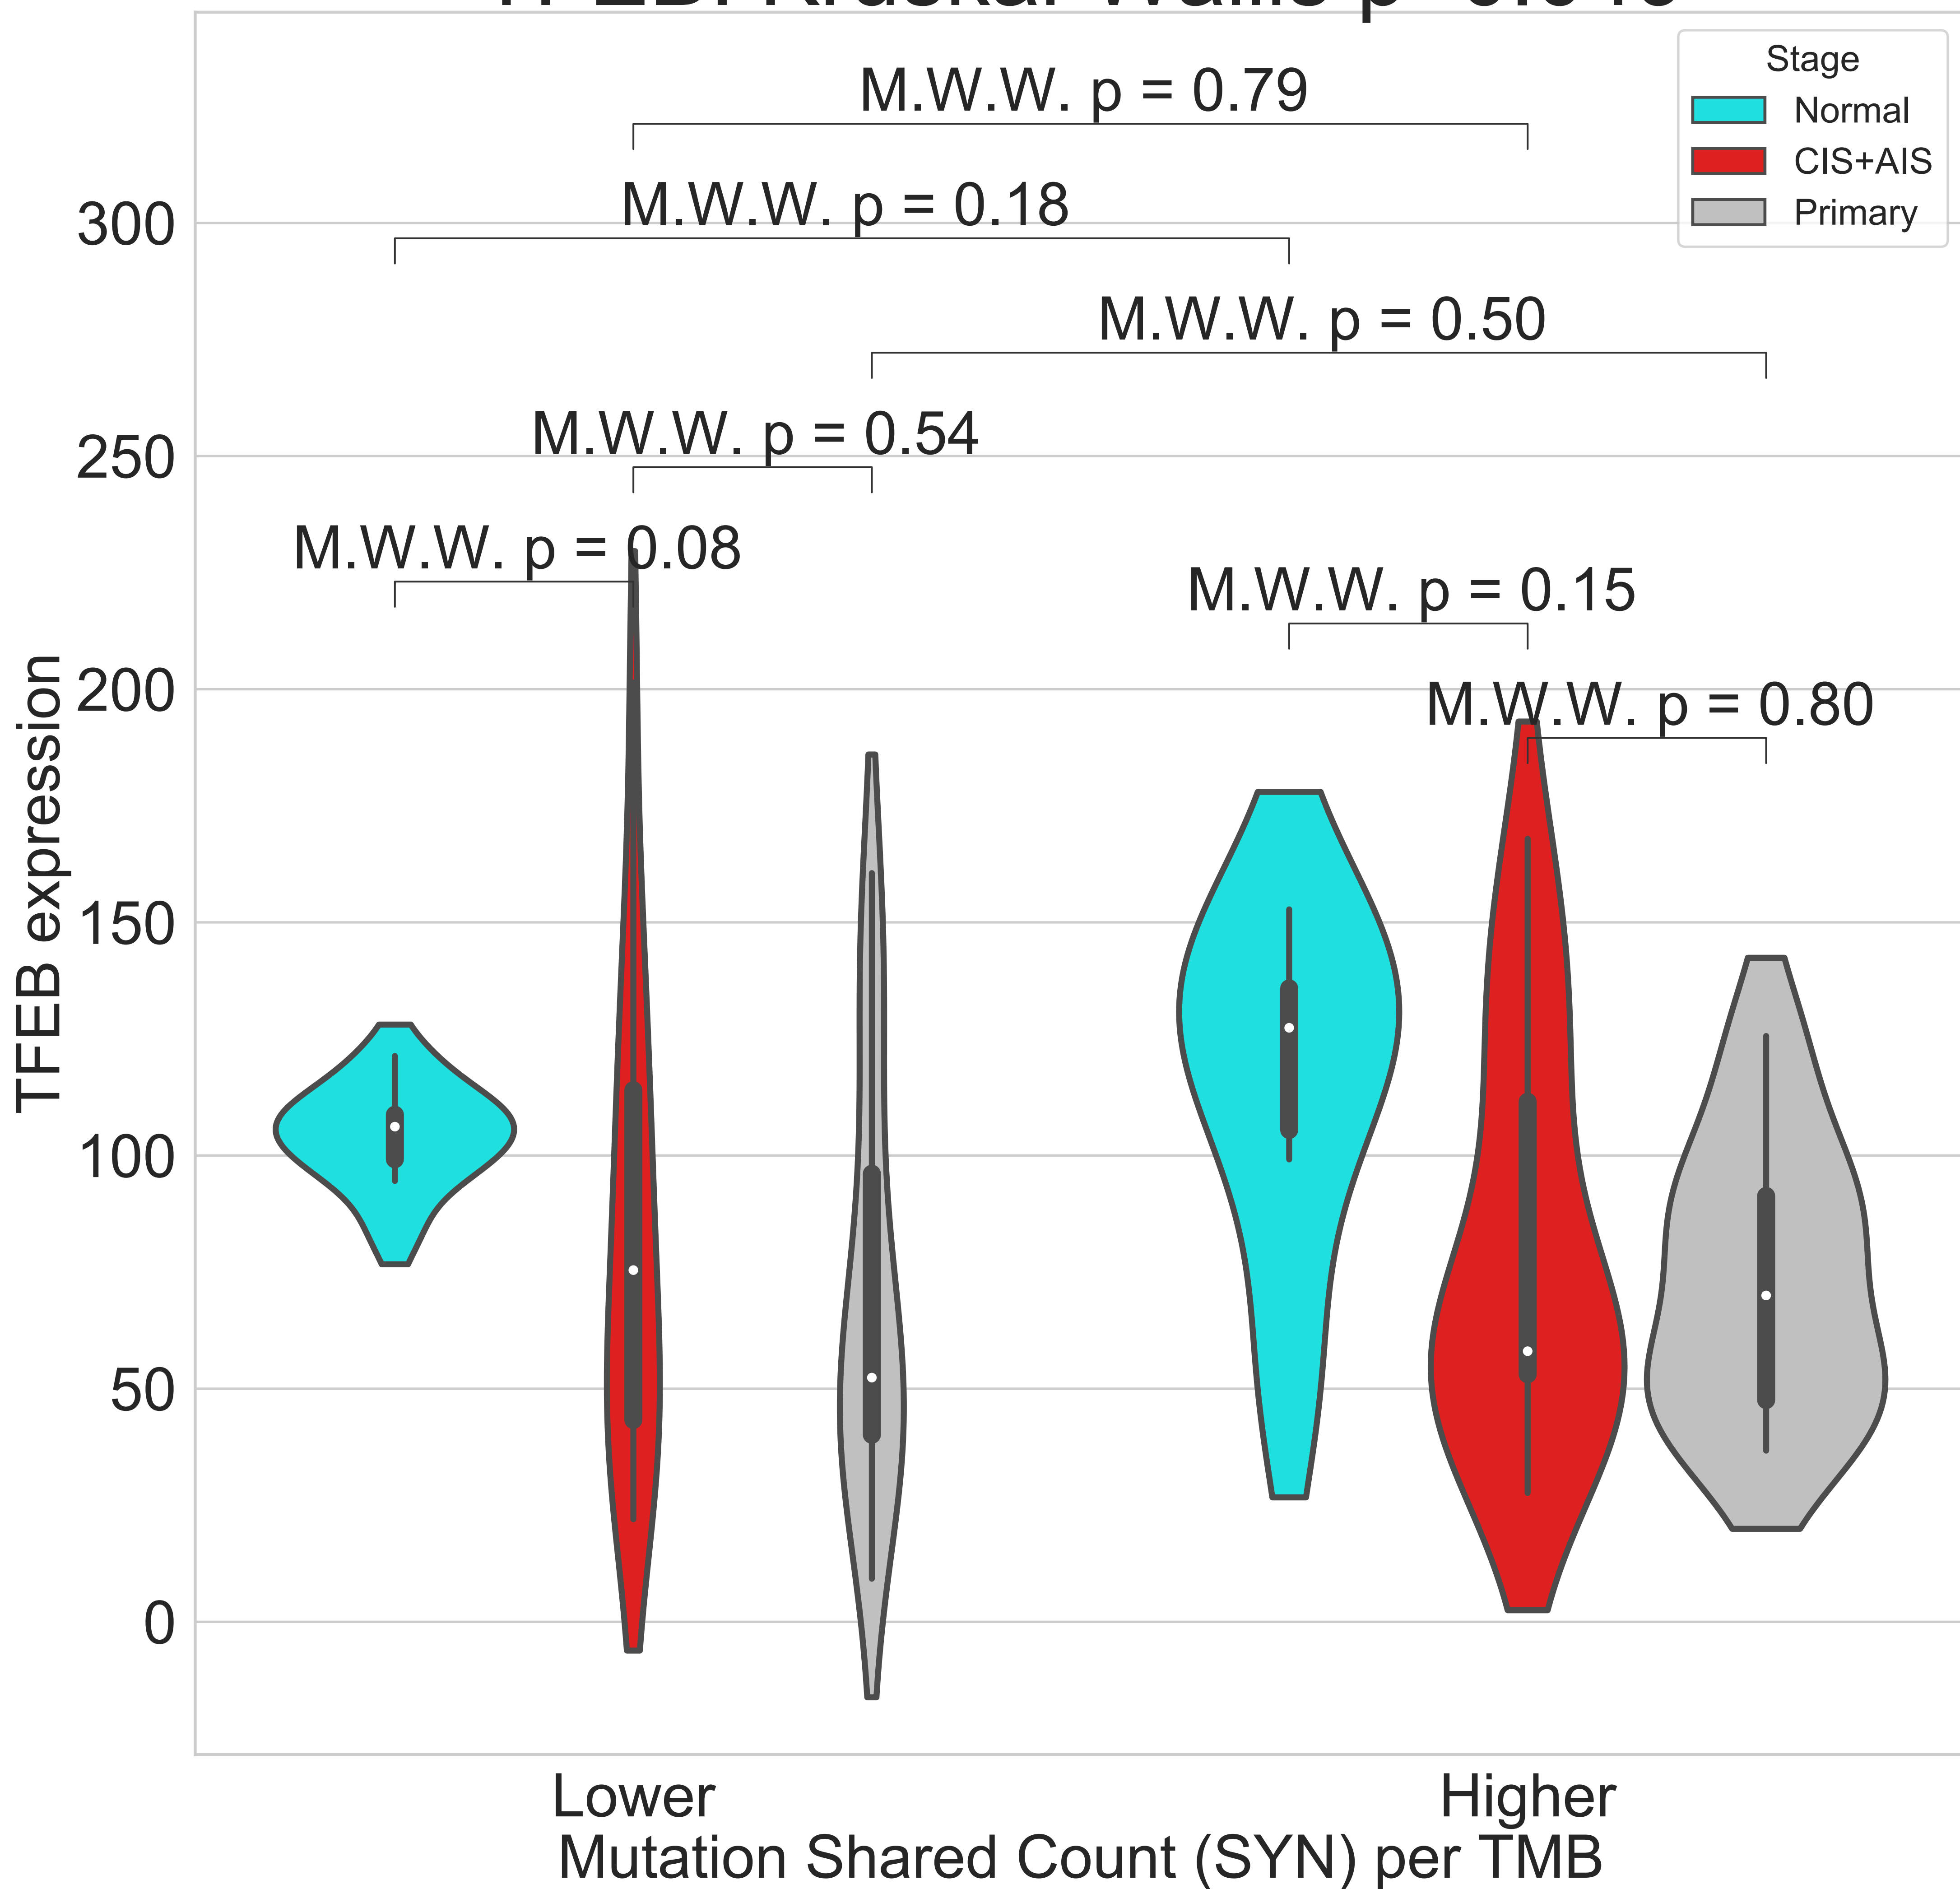 Stage
Normal
CIS+AIS
Primary
M.W.W. p = 0.79
M.W.W. p = 0.18
M.W.W. p = 0.50
M.W.W. p = 0.54
M.W.W. p = 0.08
M.W.W. p = 0.15
M.W.W. p = 0.80
300
250
200
150
100
50
0
TFEB expression
Lower
Higher
Mutation Shared Count (SYN) per TMB